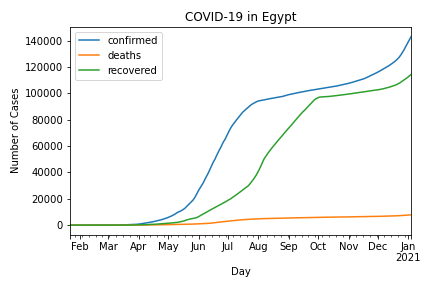 COVID-19 in Egypt
confirmed
deaths
recovered
Number of Cases
140000
120000
100000
80000
60000
40000
20000
0
Feb Mar Apr May Jun Jul Aug Sep Oct Nov Dec Jan
2021
Day